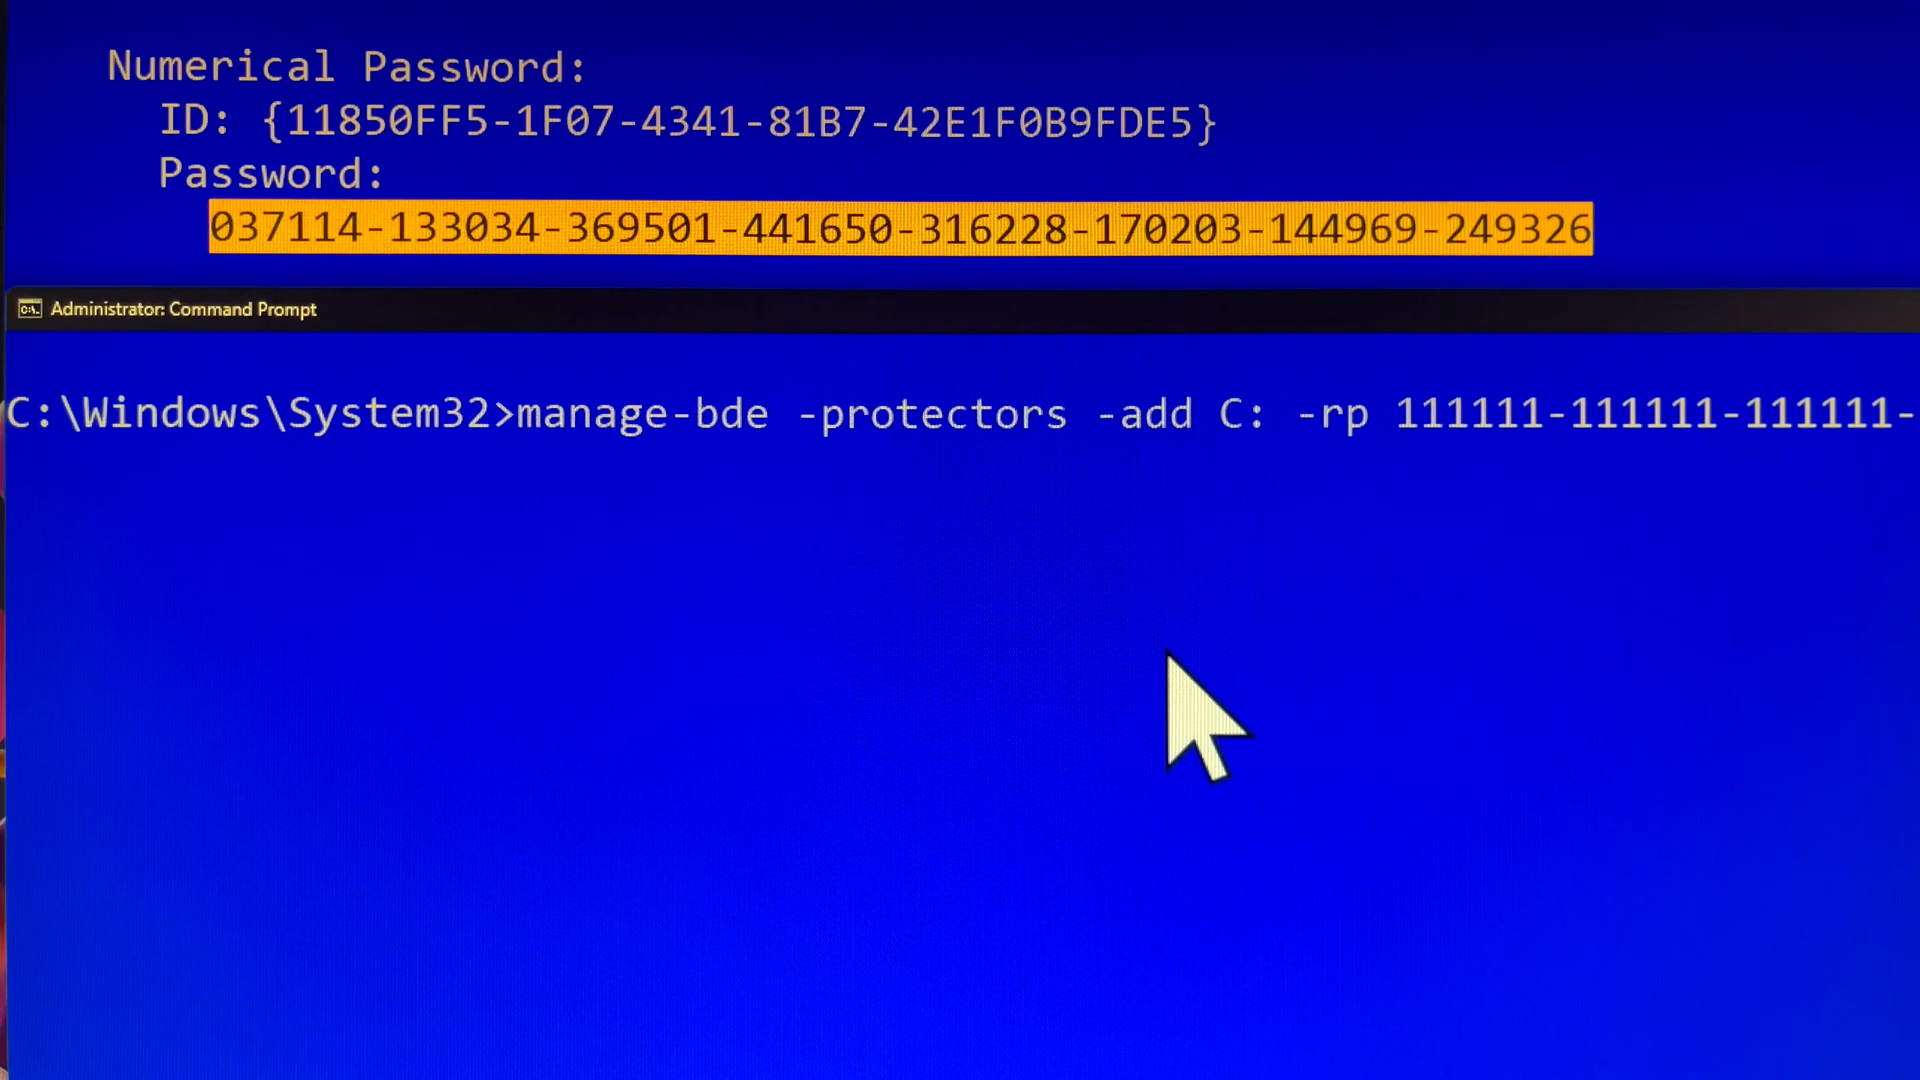 Numerical Password:
ID: {11850FF5-1F07-4341-81B7-42E1F0B9FDE5}
Password:
037114-133034-369501-441650-316228-170203-144969-249326
Administrator: Command Prompt
C:\Windows\System32>manage-bde -protectors -add C: -rp 111111-111111-111111-